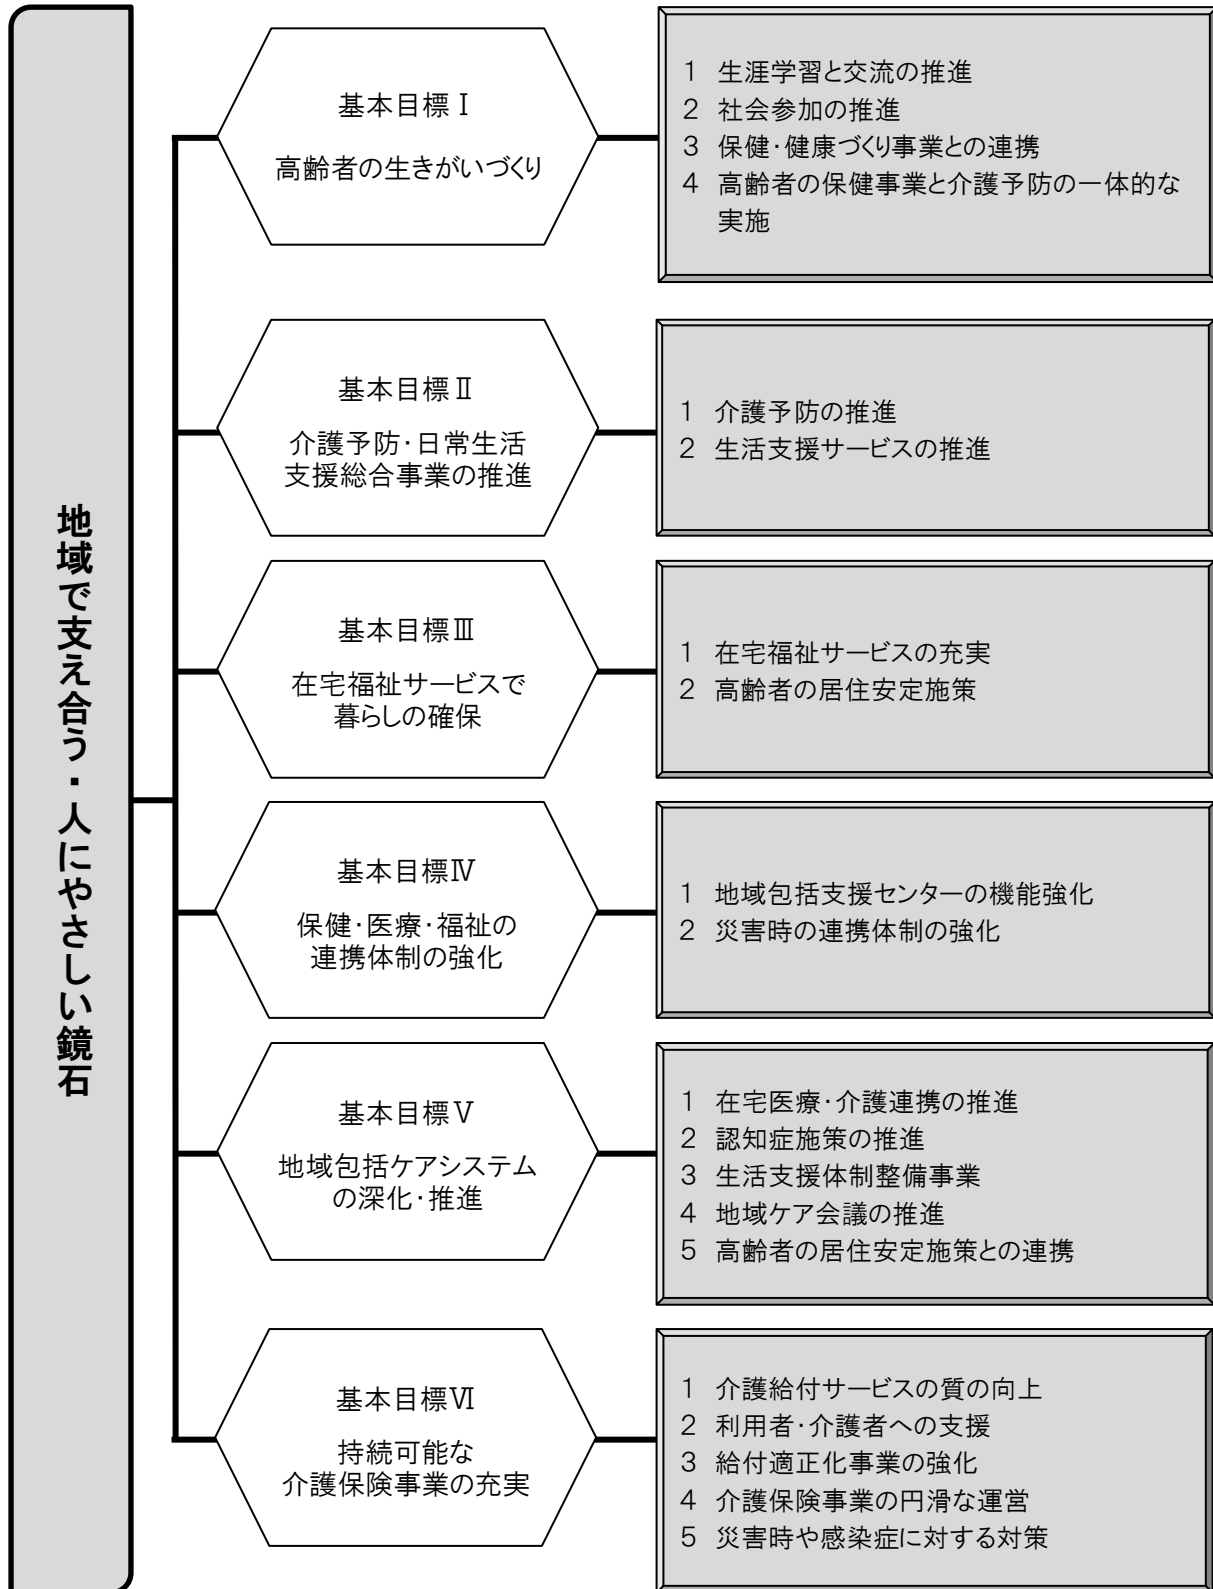 地域で支え合う・人にやさしい鏡石
基本目標Ⅰ
高齢者の生きがいづくり
1 生涯学習と交流の推進
2 社会参加の推進
3 保健・健康づくり事業との連携
4 高齢者の保健事業と介護予防の一体的な
実施
基本目標Ⅱ
介護予防・日常生活
支援総合事業の推進
1 介護予防の推進
2 生活支援サービスの推進
基本目標Ⅲ
在宅福祉サービスで
暮らしの確保
1 在宅福祉サービスの充実
2 高齢者の居住安定施策
基本目標Ⅳ
保健・医療・福祉の
連携体制の強化
1 地域包括支援センターの機能強化
2 災害時の連携体制の強化
基本目標Ⅴ
地域包括ケアシステム
の深化・推進
1 在宅医療・介護連携の推進
2 認知症施策の推進
3 生活支援体制整備事業
4 地域ケア会議の推進
5 高齢者の居住安定施策との連携
基本目標Ⅵ
持続可能な
介護保険事業の充実
1 介護給付サービスの質の向上
2 利用者・介護者への支援
3 給付適正化事業の強化
4 介護保険事業の円滑な運営
5 災害時や感染症に対する対策